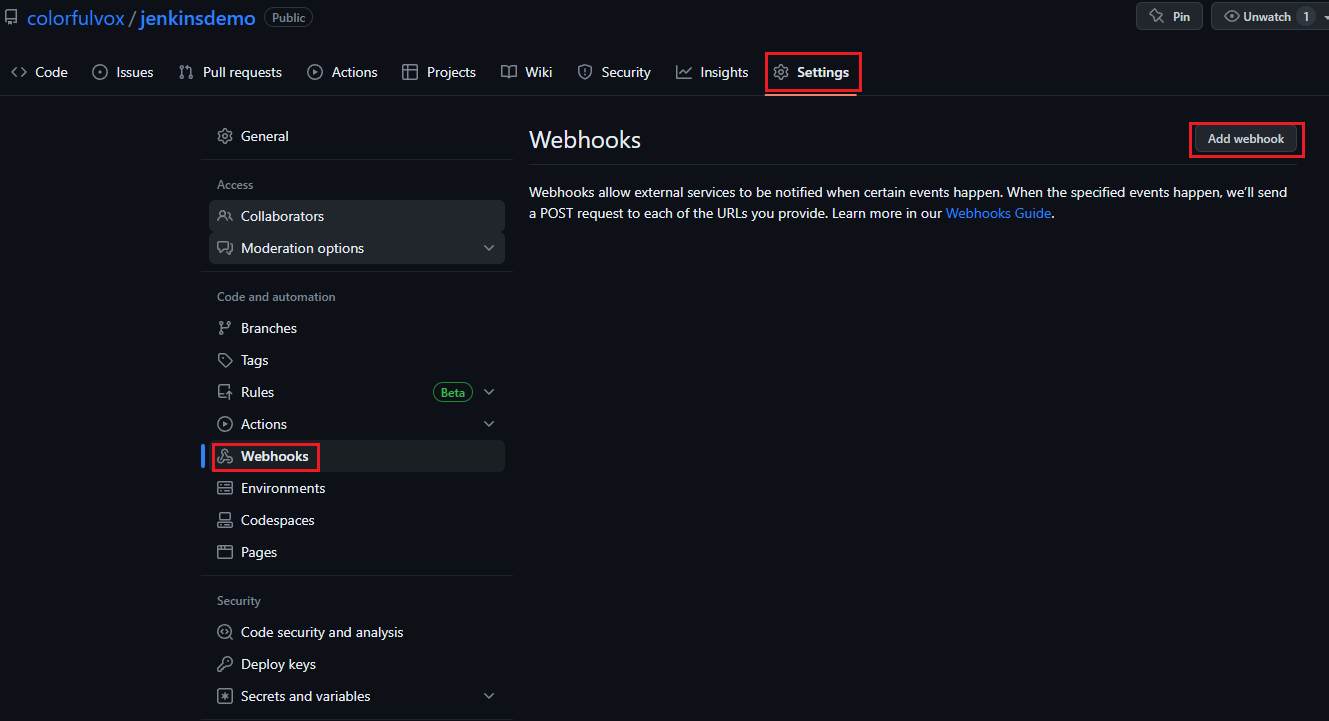 colorfulvox / jenkinsdemo Public
Pin
Unwatch 1
Code
Issues
Pull requests
Actions
Projects
Wiki
Security
Insights
Settings
General
Access
Collaborators
Moderation options
Code and automation
Branches
Tags
Rules Beta
Actions
Webhooks
Environments
Codespaces
Pages
Security
Code security and analysis
Deploy keys
Secrets and variables
Webhooks
Add webhook
Webhooks allow external services to be notified when certain events happen. When the specified events happen, we’ll send
a POST request to each of the URLs you provide. Learn more in our Webhooks Guide.